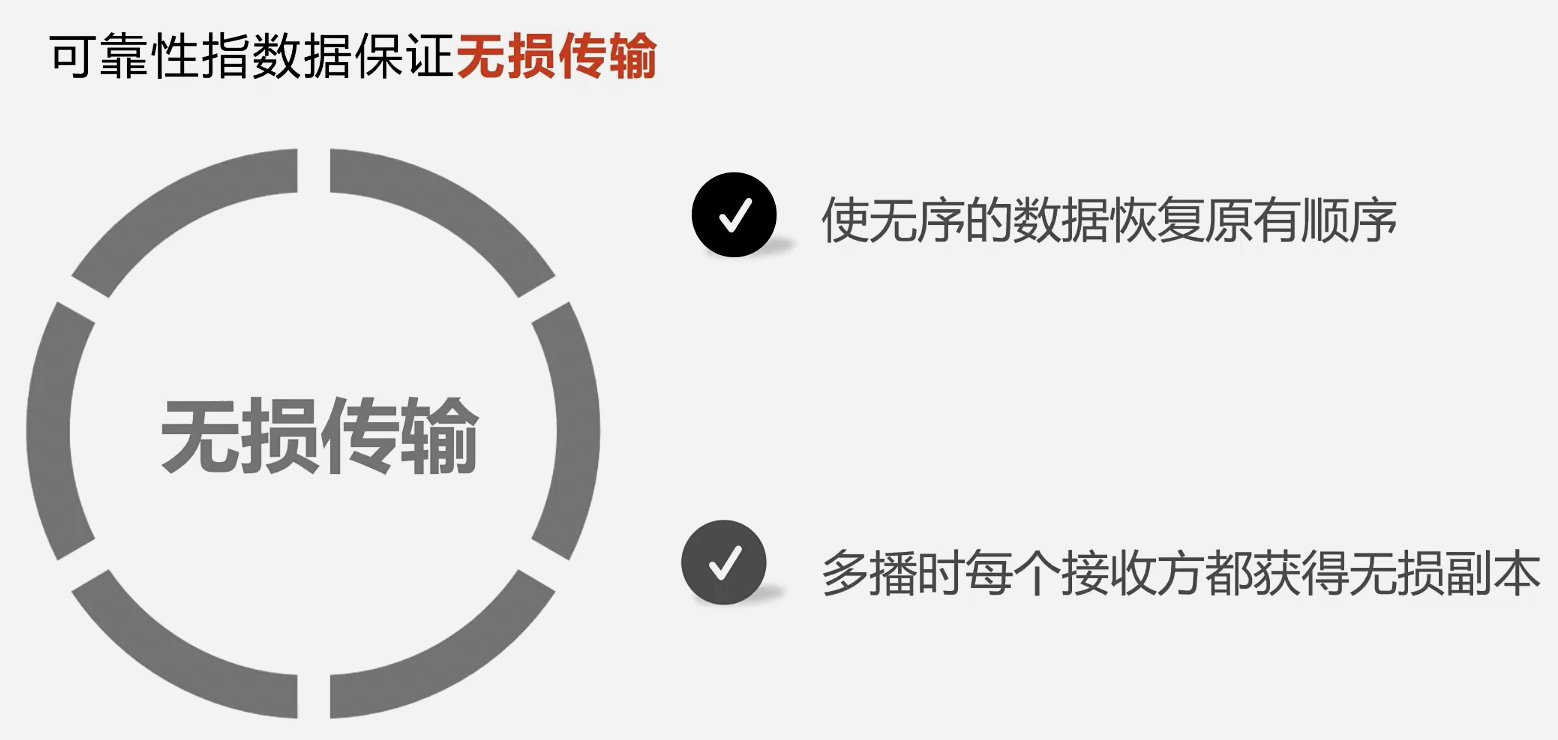 可靠性指数据保证无损传输
使无序的数据恢复原有顺序
无损传输
多播时每个接收方都获得无损副本